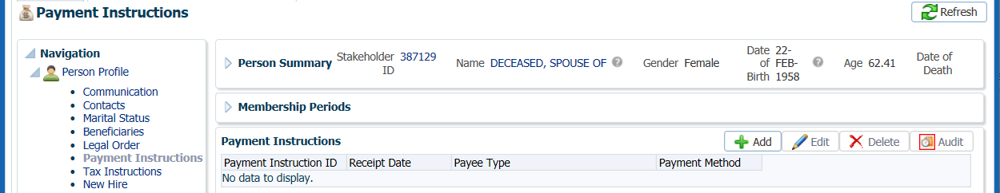 Payment Instructions
Refresh
Navigation
Person Profile
Communication
Contacts
Marital Status
Beneficiaries
Legal Order
Payment Instructions
Tax Instructions
New Hire
Person Summary Stakeholder ID 387129 Name DECEASED, SPOUSE OF Gender Female Date of Birth 22-FEB-1958 Age 62.41 Date of Death
Membership Periods
Payment Instructions Add Edit Delete Audit
Payment Instruction ID Receipt Date Payee Type Payment Method
No data to display.